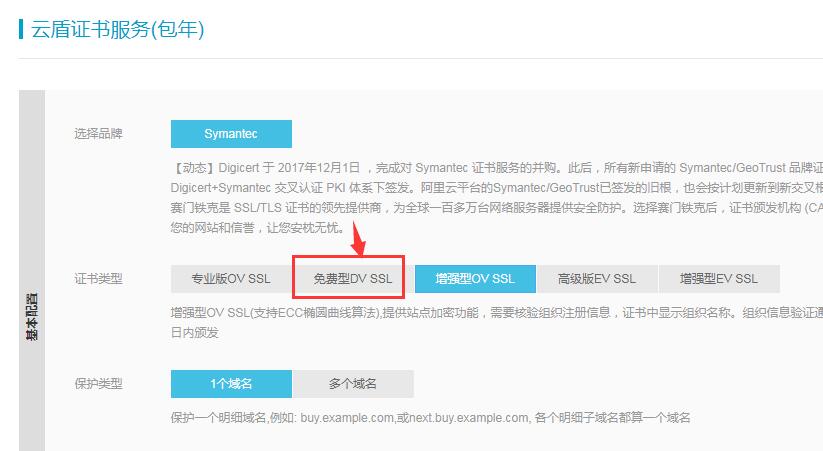 云盾证书服务(包年)
基本配置
选择品牌
Symantec
【动态】Digicert 于 2017年12月1日 ，完成对 Symantec 证书服务的并购。此后，所有新申请的 Symantec/GeoTrust 品牌证
Digicert+Symantec 交叉认证 PKI 体系下签发。阿里云平台的Symantec/GeoTrust已签发的旧根，也会按计划更新到新交叉根
赛门铁克是 SSL/TLS 证书的领先提供商，为全球一百多万台网络服务器提供安全防护。选择赛门铁克后，证书颁发机构 (CA
您的网站和信誉，让您安枕无忧。
证书类型
专业版OV SSL 免费型DV SSL 增强型OV SSL 高级版EV SSL 增强型EV SSL
增强型OV SSL(支持ECC椭圆曲线算法),提供站点加密功能，需要核验组织注册信息，证书中显示组织名称。组织信息验证通
日内颁发
保护类型
1个域名 多个域名
保护一个明细域名,例如: buy.example.com,或next.buy.example.com, 各个明细子域名都算一个域名